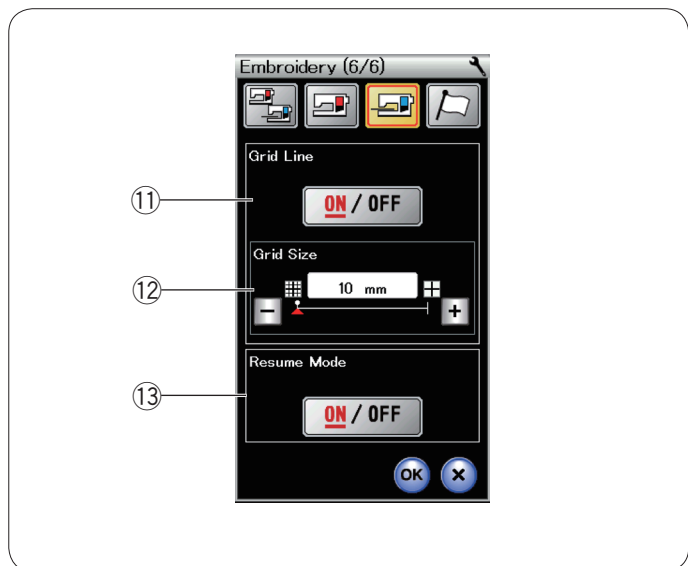 Embroidery (6/6)
Grid Line
⑪
ON / OFF
Grid Size
⑫
10 mm
− +
Resume Mode
⑬
ON / OFF
OK ×